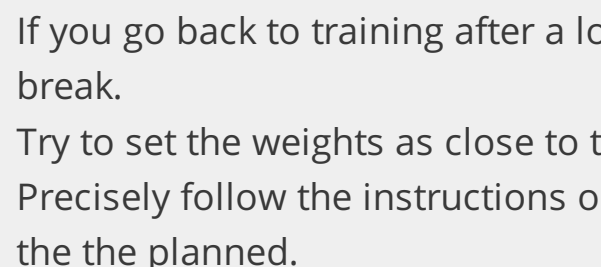 If you go back to training after a
break.
Try to set the weights as close to
Precisely follow the instructions
the the planned.